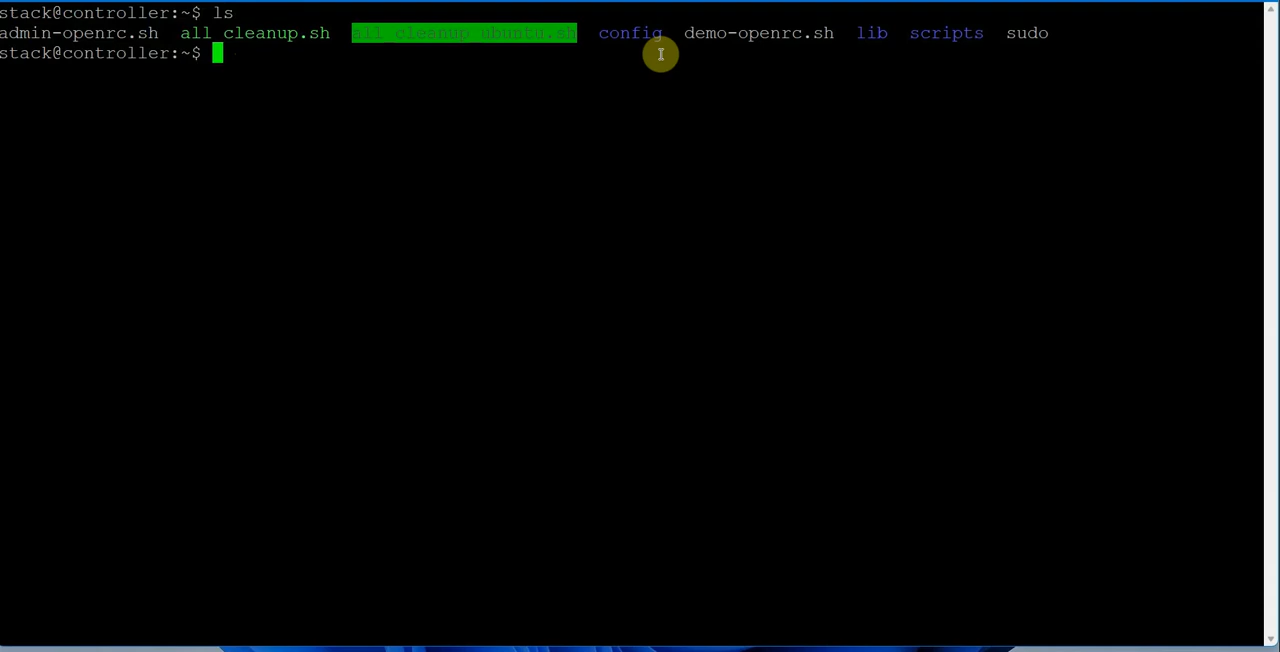 stack@controller:~$ ls
admin-openrc.sh  all_cleanup.sh  all_cleanup_ubuntu.sh  config  demo-openrc.sh  lib  scripts  sudo
stack@controller:~$